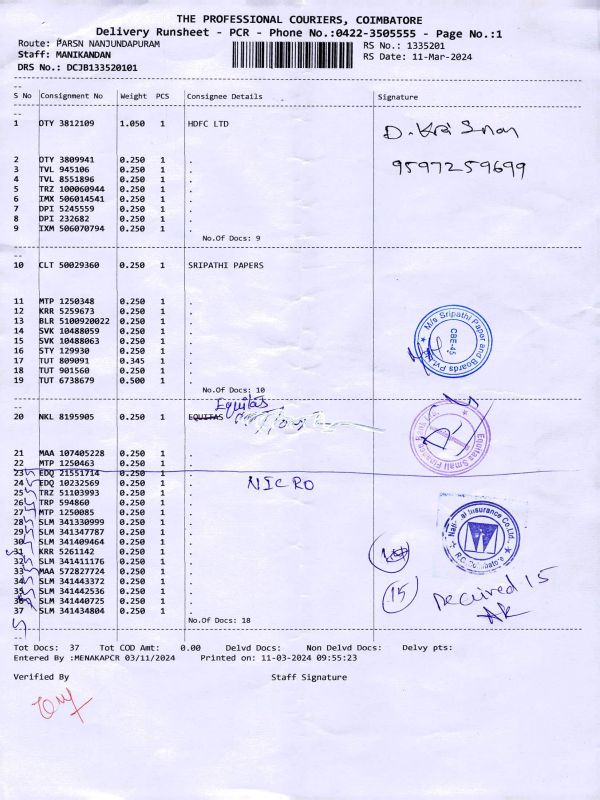 THE PROFESSIONAL COURIERS, COIMBATORE
Delivery Runsheet - PCR - Phone No.:0422-3505555 - Page No.:1
Route: PARSN NANJUNDAPURAM RS No.: 1335201
Staff: MANIKANDAN RS Date: 11-Mar-2024
DRS No.: DCJB133520101
S No Consignment No Weight PCS Consignee Details Signature
1 OTY 3812109 1.050 1 HDFC LTD
D. Krishnan
2 OTY 3809941 0.250 1 .
9597259699
3 TVL 945106 0.250 1 .
4 TVL 8551896 0.250 1 .
5 TRZ 100060944 0.250 1 .
6 IMX 506014541 0.250 1 .
7 DPI 5245559 0.250 1 .
8 DPI 232682 0.250 1 .
9 IXM 506070794 0.250 1 .
No.Of Docs: 9
10 CLT 50029360 0.250 1 SRIPATHI PAPERS
11 MTP 1250348 0.250 1 .
12 KRR 5259673 0.250 1 .
13 BLR 5100920022 0.250 1 .
14 SVK 10488059 0.250 1 .
15 SVK 10488063 0.250 1 .
16 STY 129930 0.250 1 .
17 TUT 809091 0.345 1 .
18 TUT 901560 0.250 1 .
19 TUT 6738679 0.500 1 .
No.Of Docs: 10
M/s Sripathi Paper and Boards Pvt.
CBE-45
Equitas
20 NKL 8195905 0.250 1 EQUITAS
Equitas Small Finance
21 MAA 107405228 0.250 1 .
22 MTP 1250463 0.250 1 .
23 EDQ 21551714 0.250 1 .
24 EDQ 10232569 0.250 1 .
NICRO
25 TRZ 51103993 0.250 1 .
26 TRP 594860 0.250 1 .
27 MTP 1250085 0.250 1 .
28 SLM 341330999 0.250 1 .
29 SLM 341347787 0.250 1 .
30 SLM 341409464 0.250 1 .
31 KRR 5261142 0.250 1 .
32 SLM 341411176 0.250 1 .
33 MAA 572827724 0.250 1 .
34 SLM 341443372 0.250 1 .
35 SLM 341442536 0.250 1 .
36 SLM 341440725 0.250 1 .
37 SLM 341434804 0.250 1 .
No.Of Docs: 18
Insurance Co.Ltd.
15
Received 15
Tot Docs: 37 Tot COD Amt: 0.00 Delvd Docs: Non Delvd Docs: Delvy pts:
Entered By :MENAKAPCR 03/11/2024 Printed on: 11-03-2024 09:55:23
Verified By Staff Signature